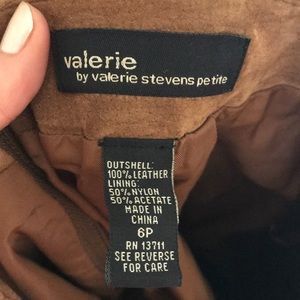 valerie
by valerie stevens petite
OUTSHELL:
100% LEATHER
LINING:
50% NYLON
50% ACETATE
MADE IN
CHINA
6P
RN 13711
SEE REVERSE
FOR CARE